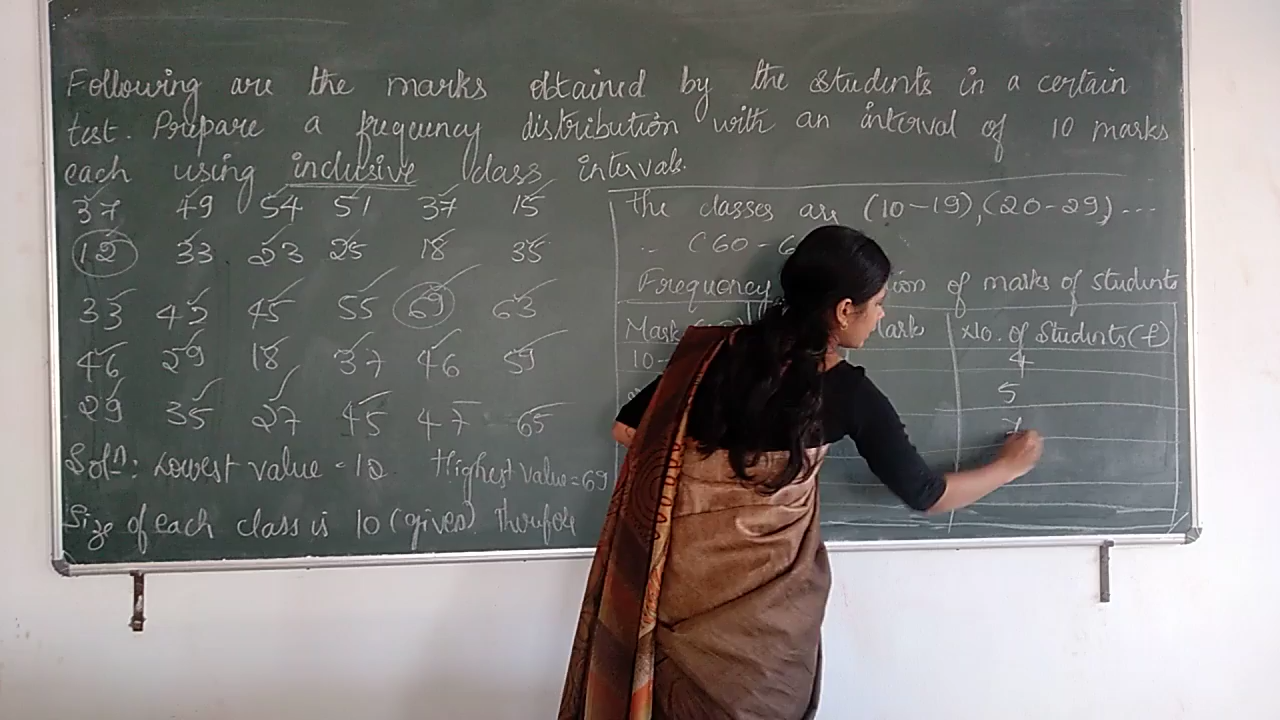 Following are the marks obtained by the students in a certain
test. Prepare a frequency distribution with an interval of 10 marks
each using inclusive class intervals.
37 49 54 51 37 15
12 33 23 25 18 35
33 42 45 55 69 63
46 29 18 37 46 59
29 35 27 45 47 65
Soln: Lowest value = 12 Highest value = 69
Size of each class is 10 (given) Therefore
The classes are (10-19), (20-29) ---
(60-6
Frequency ion of marks of students
Mark No. of Students (f)
10- 4
5